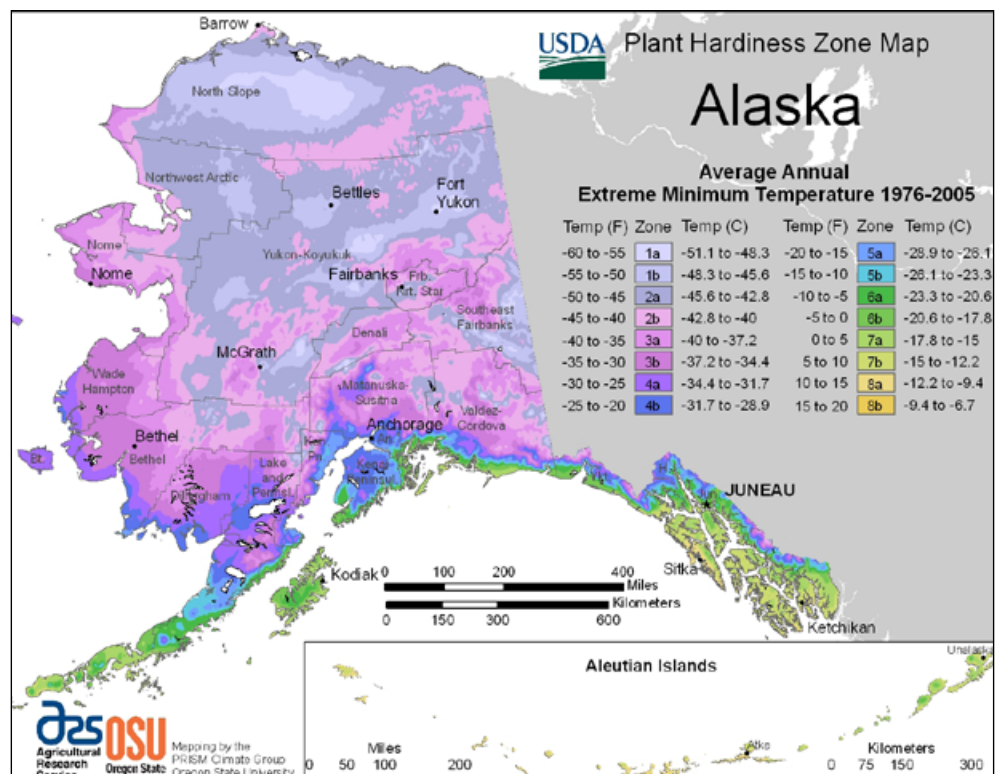 Barrow
USDA
Plant Hardiness Zone Map
Alaska
North Slope
Northwest Arctic
Bettles
Fort
Yukon
Nome
Nome
Yukon-Koyukuk
Fairbanks
Frb.
Nrt. Star
Southeast
Fairbanks
Denali
McGrath
Wade
Hampton
Matanuska-
Susitna
Valdez-
Cordova
Anchorage
An.
Bethel
Bethel
Ken.
Pn.
Kenai
Peninsul.
Lake
and
Pennsl.
Dillingham
Bt.
Kodiak
JUNEAU
Jun.
Sitka
Ketchikan
Average Annual
Extreme Minimum Temperature 1976-2005
Temp (F) Zone Temp (C) Temp (F) Zone Temp (C)
-60 to -55 1a -51.1 to -48.3 -20 to -15 5a -28.9 to -26.1
-55 to -50 1b -48.3 to -45.6 -15 to -10 5b -26.1 to -23.3
-50 to -45 2a -45.6 to -42.8 -10 to -5 6a -23.3 to -20.6
-45 to -40 2b -42.8 to -40 -5 to 0 6b -20.6 to -17.8
-40 to -35 3a -40 to -37.2 0 to 5 7a -17.8 to -15
-35 to -30 3b -37.2 to -34.4 5 to 10 7b -15 to -12.2
-30 to -25 4a -34.4 to -31.7 10 to 15 8a -12.2 to -9.4
-25 to -20 4b -31.7 to -28.9 15 to 20 8b -9.4 to -6.7
0 100 200 400
Miles
Kilometers
0 150 300 600
Aleutian Islands
Unalaska
Atka
Miles
0 50 100 200
Kilometers
0 75 150 300
ars
Agricultural
Research
Service
OSU
Oregon State
Mapping by the
PRISM Climate Group
Oregon State University